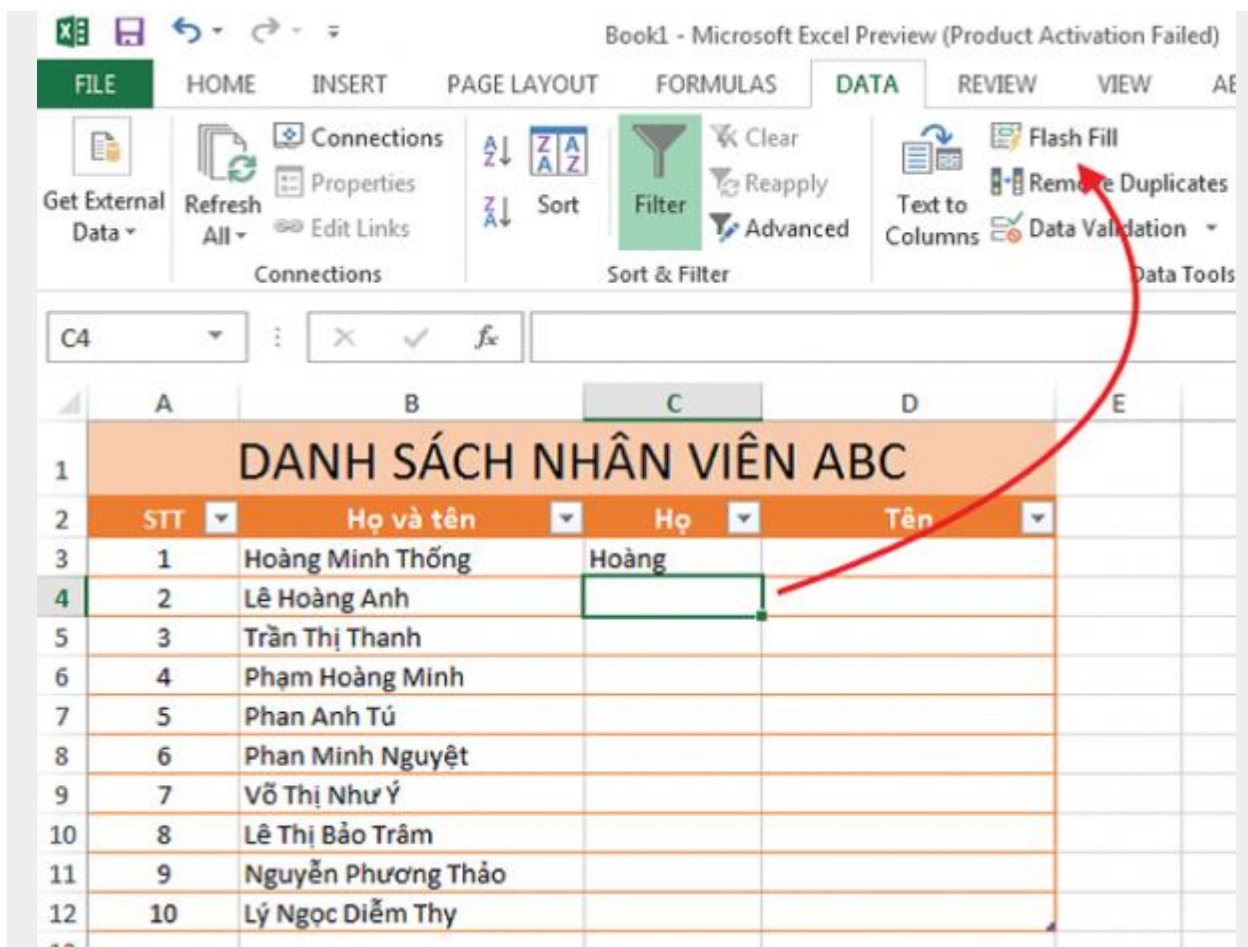 Book1 - Microsoft Excel Preview (Product Activation Failed)
FILE HOME INSERT PAGE LAYOUT FORMULAS DATA REVIEW VIEW
Get External Data
Refresh All
Connections
Properties
Edit Links
Connections
Sort
Filter
Clear
Reapply
Advanced
Sort & Filter
Text to Columns
Flash Fill
Remove Duplicates
Data Validation
Data Tools
C4 fx
A B C D E
1 DANH SÁCH NHÂN VIÊN ABC
2 STT Họ và tên Họ Tên
3 1 Hoàng Minh Thống Hoàng
4 2 Lê Hoàng Anh
5 3 Trần Thị Thanh
6 4 Phạm Hoàng Minh
7 5 Phan Anh Tú
8 6 Phan Minh Nguyệt
9 7 Võ Thị Như Ý
10 8 Lê Thị Bảo Trâm
11 9 Nguyễn Phương Thảo
12 10 Lý Ngọc Diễm Thy